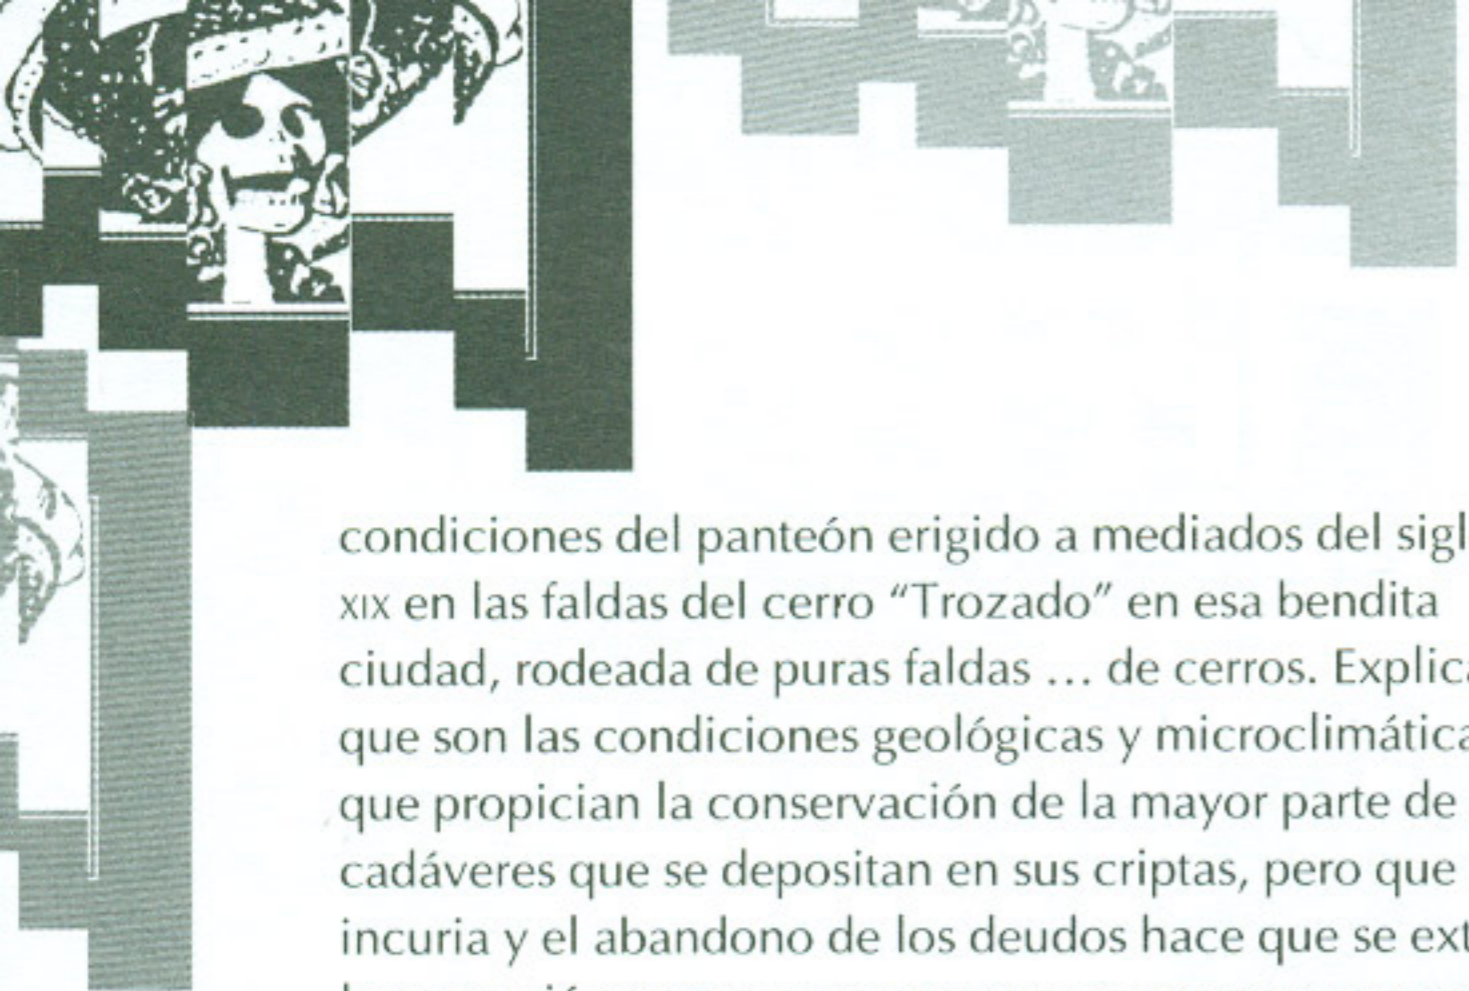 condiciones del panteón erigido a mediados del sigl
XIX en las faldas del cerro “Trozado” en esa bendita
ciudad, rodeada de puras faldas ... de cerros. Explica
que son las condiciones geológicas y microclimática
que propician la conservación de la mayor parte de
cadáveres que se depositan en sus criptas, pero que
incuria y el abandono de los deudos hace que se ext